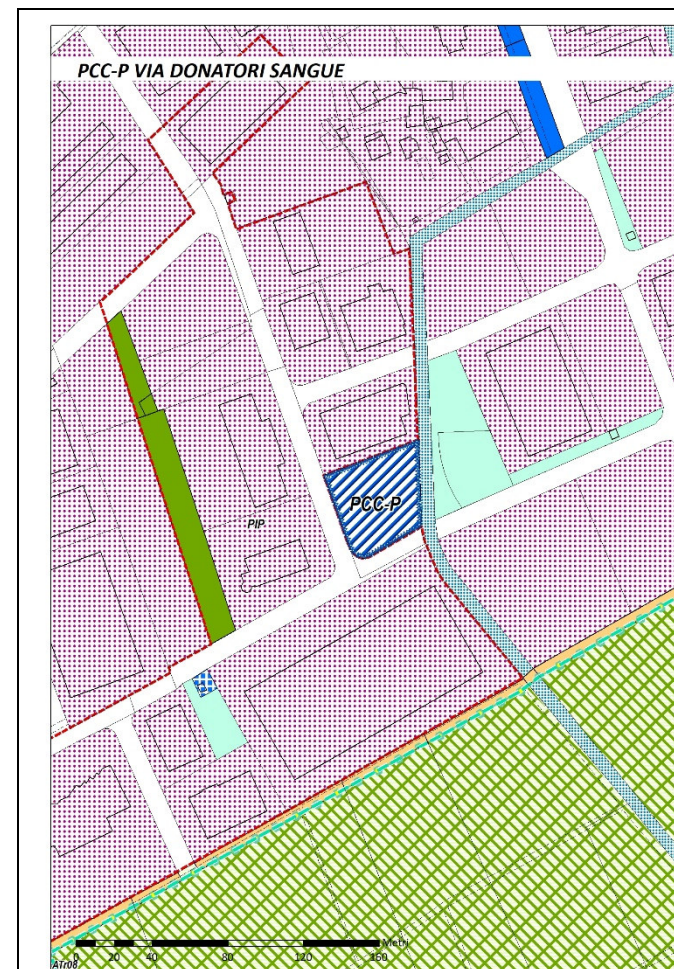 PCC-P VIA DONATORI SANGUE
PCC-P
PIP
Metri
0 20 40 80 120 160
ATr08